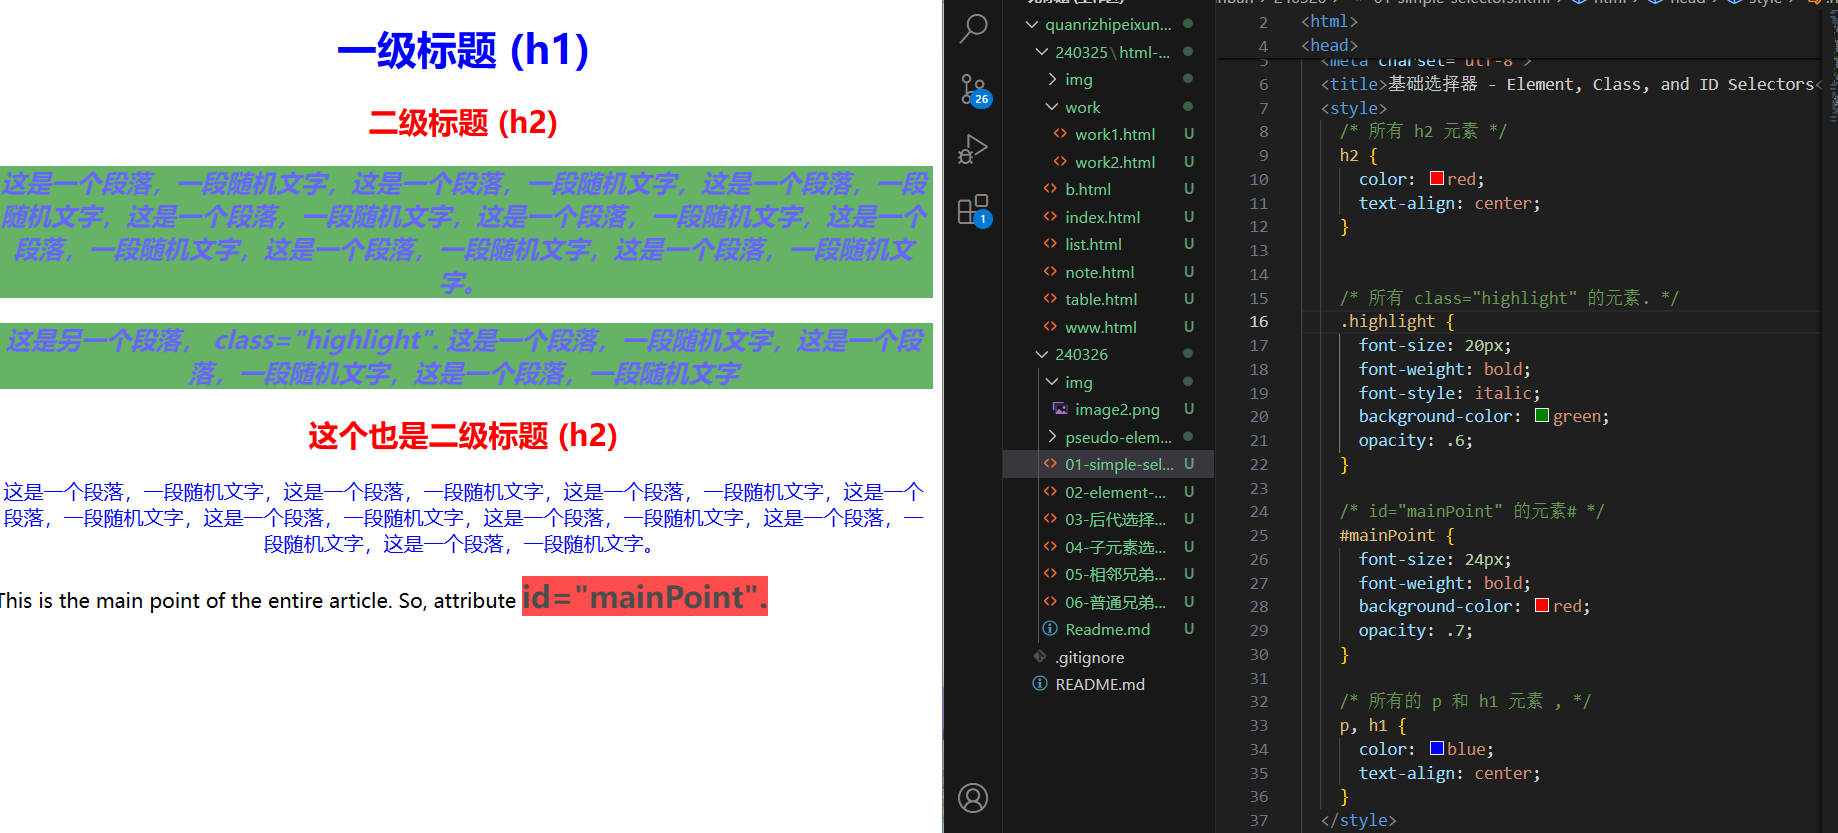 一级标题 (h1)
二级标题 (h2)
这是一个段落，一段随机文字，这是一个段落，一段随机文字，这是一个段落，一段
随机文字，这是一个段落，一段随机文字，这是一个段落，一段随机文字，这是一个
段落，一段随机文字，这是一个段落，一段随机文字，这是一个段落，一段随机文
字。
这是另一个段落， class="highlight". 这是一个段落，一段随机文字，这是一个段
落，一段随机文字，这是一个段落，一段随机文字
这个也是二级标题 (h2)
这是一个段落，一段随机文字，这是一个段落，一段随机文字，这是一个段落，一段随机文字，这是一个
段落，一段随机文字，这是一个段落，一段随机文字，这是一个段落，一段随机文字，这是一个段落，一
段随机文字，这是一个段落，一段随机文字。
This is the main point of the entire article. So, attribute id="mainPoint".
26
1
quanrizhipeixun...
240325\html-...
img
work
work1.html U
work2.html U
b.html U
index.html U
list.html U
note.html U
table.html U
www.html U
240326
img
image2.png U
pseudo-elem...
01-simple-sel... U
02-element-... U
03-后代选择... U
04-子元素选... U
05-相邻兄弟... U
06-普通兄弟... U
Readme.md U
.gitignore
README.md
2 <html>
4 <head>
5 <meta charset="utf-8">
6 <title>基础选择器 - Element, Class, and ID Selectors<
7 <style>
8 /* 所有 h2 元素 */
9 h2 {
10 color: red;
11 text-align: center;
12 }
13
14
15 /* 所有 class="highlight" 的元素. */
16 .highlight {
17 font-size: 20px;
18 font-weight: bold;
19 font-style: italic;
20 background-color: green;
21 opacity: .6;
22 }
23
24 /* id="mainPoint" 的元素# */
25 #mainPoint {
26 font-size: 24px;
27 font-weight: bold;
28 background-color: red;
29 opacity: .7;
30 }
31
32 /* 所有的 p 和 h1 元素 , */
33 p, h1 {
34 color: blue;
35 text-align: center;
36 }
37 </style>